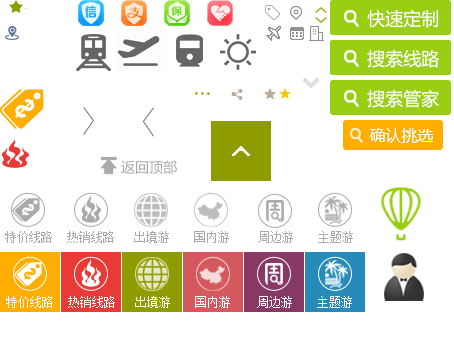 信 支 保
快速定制
搜索线路
搜索管家
确认挑选
返回顶部
周
特价线路 热销线路 出境游 国内游 周边游 主题游
周
特价线路 热销线路 出境游 国内游 周边游 主题游